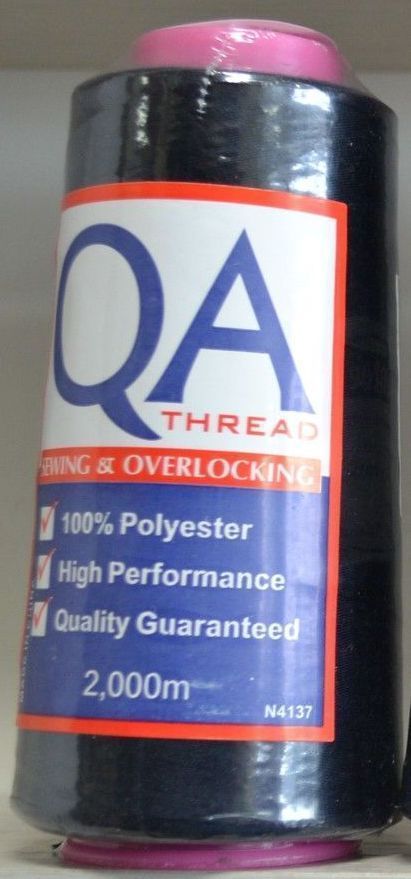 QA
THREAD
SEWING & OVERLOCKING
100% Polyester
High Performance
Quality Guaranteed
2,000m
N4137